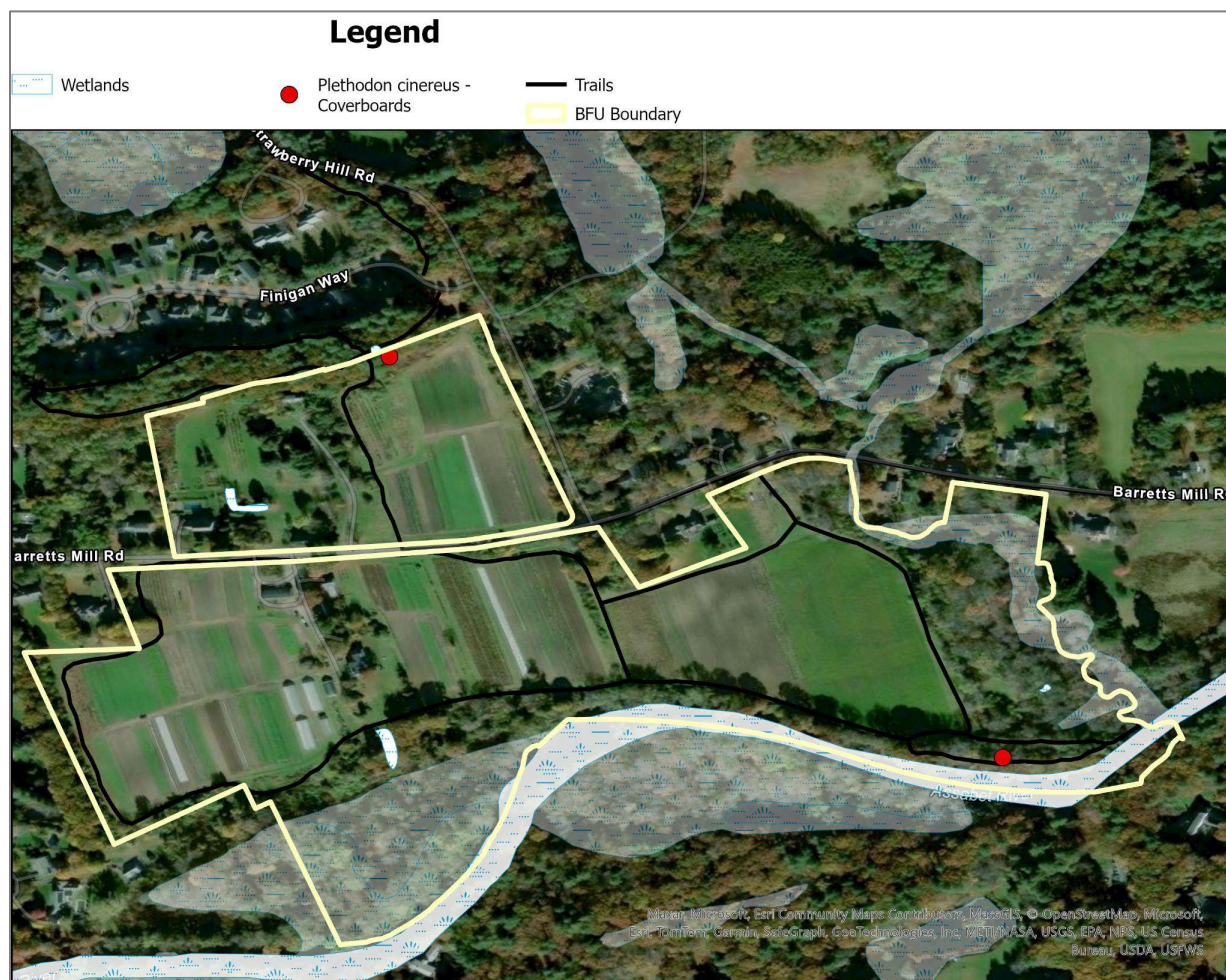 Legend
Wetlands
Plethodon cinereus -
Coverboards
Trails
BFU Boundary
trawberry Hill Rd
Finigan Way
Barretts Mill R
arretts Mill Rd
Assabet
Maxar, Microsoft, Esri Community Maps Contributors, MassGIS, © OpenStreetMap, Microsoft,
Esri, TomTom, Garmin, SafeGraph, GeoTechnologies, Inc, METI/NASA, USGS, EPA, NPS, US Census
Bureau, USDA, USFWS